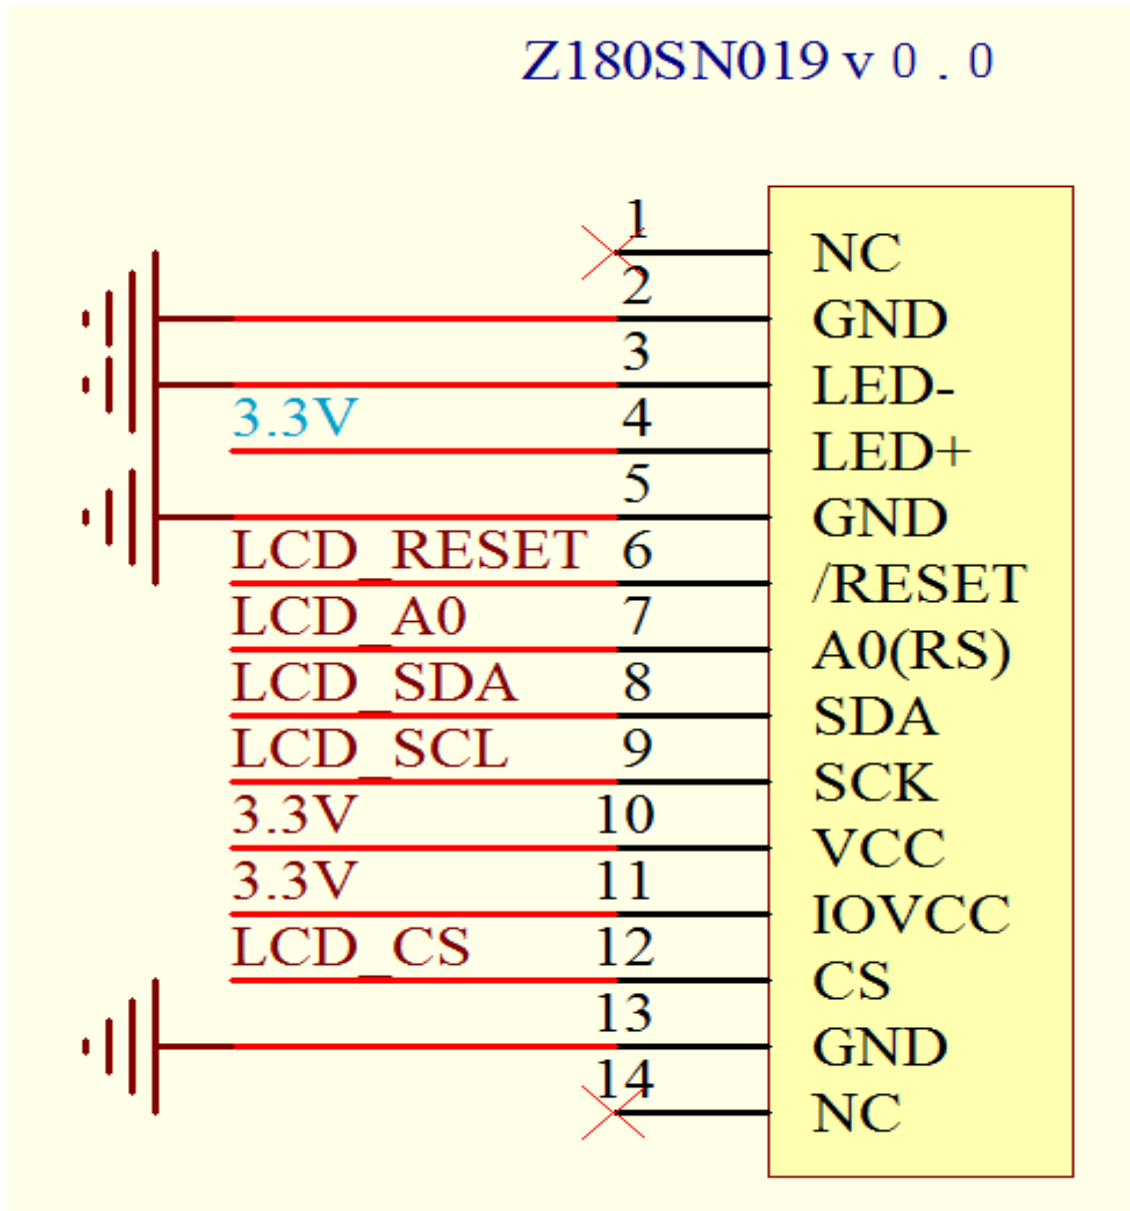 Z180SN019 v 0 . 0
1 NC
2 GND
3 LED-
3.3V 4 LED+
5 GND
LCD_RESET 6 /RESET
LCD_A0 7 A0(RS)
LCD_SDA 8 SDA
LCD_SCL 9 SCK
3.3V 10 VCC
3.3V 11 IOVCC
LCD_CS 12 CS
13 GND
14 NC